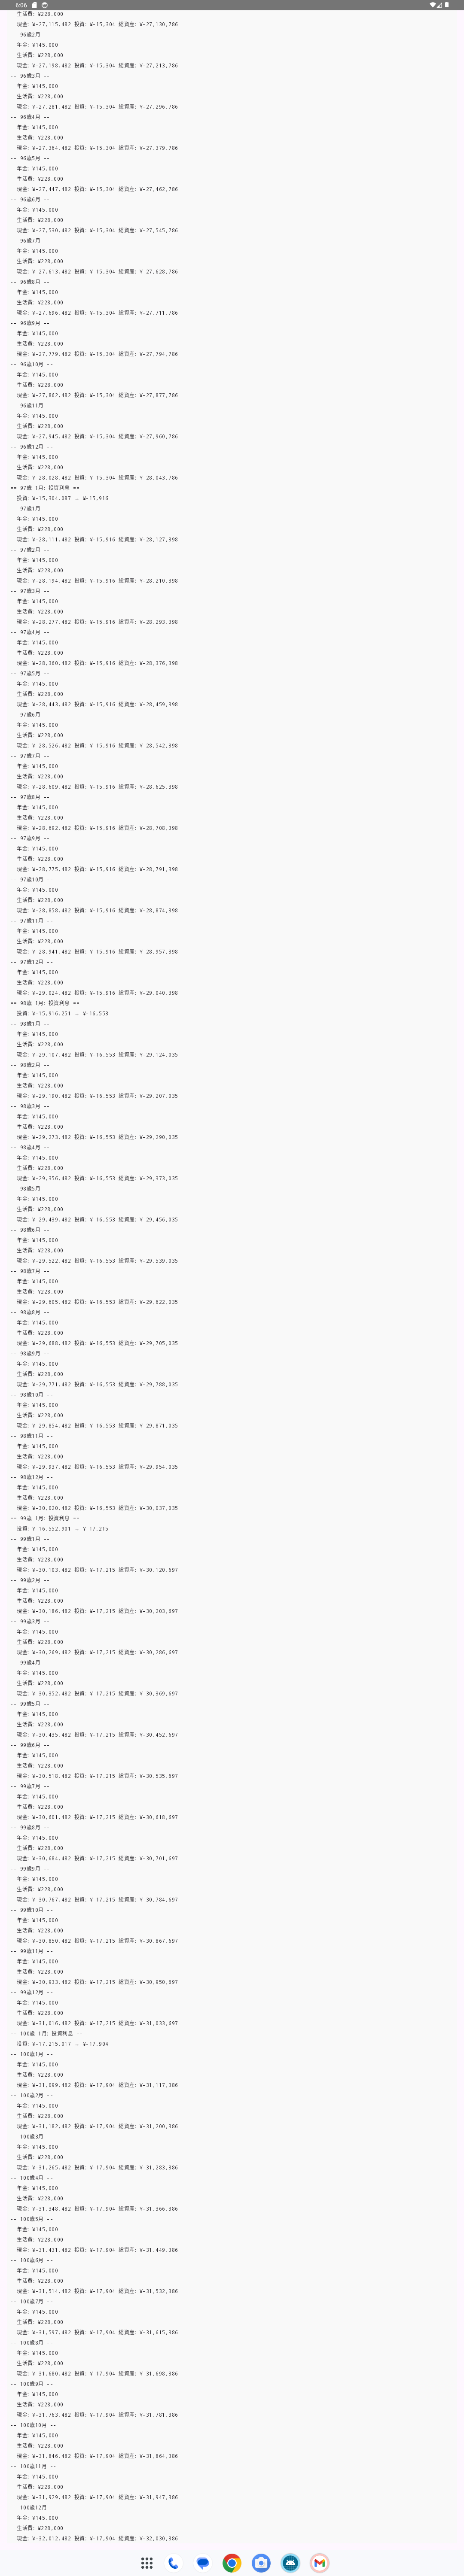 6:06
生活費: ¥228,000
現金: ¥-27,115,482 投資: ¥-15,304 総資産: ¥-27,130,786
-- 96歳2月 --
年金: ¥145,000
生活費: ¥228,000
現金: ¥-27,198,482 投資: ¥-15,304 総資産: ¥-27,213,786
-- 96歳3月 --
年金: ¥145,000
生活費: ¥228,000
現金: ¥-27,281,482 投資: ¥-15,304 総資産: ¥-27,296,786
-- 96歳4月 --
年金: ¥145,000
生活費: ¥228,000
現金: ¥-27,364,482 投資: ¥-15,304 総資産: ¥-27,379,786
-- 96歳5月 --
年金: ¥145,000
生活費: ¥228,000
現金: ¥-27,447,482 投資: ¥-15,304 総資産: ¥-27,462,786
-- 96歳6月 --
年金: ¥145,000
生活費: ¥228,000
現金: ¥-27,530,482 投資: ¥-15,304 総資産: ¥-27,545,786
-- 96歳7月 --
年金: ¥145,000
生活費: ¥228,000
現金: ¥-27,613,482 投資: ¥-15,304 総資産: ¥-27,628,786
-- 96歳8月 --
年金: ¥145,000
生活費: ¥228,000
現金: ¥-27,696,482 投資: ¥-15,304 総資産: ¥-27,711,786
-- 96歳9月 --
年金: ¥145,000
生活費: ¥228,000
現金: ¥-27,779,482 投資: ¥-15,304 総資産: ¥-27,794,786
-- 96歳10月 --
年金: ¥145,000
生活費: ¥228,000
現金: ¥-27,862,482 投資: ¥-15,304 総資産: ¥-27,877,786
-- 96歳11月 --
年金: ¥145,000
生活費: ¥228,000
現金: ¥-27,945,482 投資: ¥-15,304 総資産: ¥-27,960,786
-- 96歳12月 --
年金: ¥145,000
生活費: ¥228,000
現金: ¥-28,028,482 投資: ¥-15,304 総資産: ¥-28,043,786
== 97歳 1月: 投資利息 ==
投資: ¥-15,304.087 → ¥-15,916
-- 97歳1月 --
年金: ¥145,000
生活費: ¥228,000
現金: ¥-28,111,482 投資: ¥-15,916 総資産: ¥-28,127,398
-- 97歳2月 --
年金: ¥145,000
生活費: ¥228,000
現金: ¥-28,194,482 投資: ¥-15,916 総資産: ¥-28,210,398
-- 97歳3月 --
年金: ¥145,000
生活費: ¥228,000
現金: ¥-28,277,482 投資: ¥-15,916 総資産: ¥-28,293,398
-- 97歳4月 --
年金: ¥145,000
生活費: ¥228,000
現金: ¥-28,360,482 投資: ¥-15,916 総資産: ¥-28,376,398
-- 97歳5月 --
年金: ¥145,000
生活費: ¥228,000
現金: ¥-28,443,482 投資: ¥-15,916 総資産: ¥-28,459,398
-- 97歳6月 --
年金: ¥145,000
生活費: ¥228,000
現金: ¥-28,526,482 投資: ¥-15,916 総資産: ¥-28,542,398
-- 97歳7月 --
年金: ¥145,000
生活費: ¥228,000
現金: ¥-28,609,482 投資: ¥-15,916 総資産: ¥-28,625,398
-- 97歳8月 --
年金: ¥145,000
生活費: ¥228,000
現金: ¥-28,692,482 投資: ¥-15,916 総資産: ¥-28,708,398
-- 97歳9月 --
年金: ¥145,000
生活費: ¥228,000
現金: ¥-28,775,482 投資: ¥-15,916 総資産: ¥-28,791,398
-- 97歳10月 --
年金: ¥145,000
生活費: ¥228,000
現金: ¥-28,858,482 投資: ¥-15,916 総資産: ¥-28,874,398
-- 97歳11月 --
年金: ¥145,000
生活費: ¥228,000
現金: ¥-28,941,482 投資: ¥-15,916 総資産: ¥-28,957,398
-- 97歳12月 --
年金: ¥145,000
生活費: ¥228,000
現金: ¥-29,024,482 投資: ¥-15,916 総資産: ¥-29,040,398
== 98歳 1月: 投資利息 ==
投資: ¥-15,916.251 → ¥-16,553
-- 98歳1月 --
年金: ¥145,000
生活費: ¥228,000
現金: ¥-29,107,482 投資: ¥-16,553 総資産: ¥-29,124,035
-- 98歳2月 --
年金: ¥145,000
生活費: ¥228,000
現金: ¥-29,190,482 投資: ¥-16,553 総資産: ¥-29,207,035
-- 98歳3月 --
年金: ¥145,000
生活費: ¥228,000
現金: ¥-29,273,482 投資: ¥-16,553 総資産: ¥-29,290,035
-- 98歳4月 --
年金: ¥145,000
生活費: ¥228,000
現金: ¥-29,356,482 投資: ¥-16,553 総資産: ¥-29,373,035
-- 98歳5月 --
年金: ¥145,000
生活費: ¥228,000
現金: ¥-29,439,482 投資: ¥-16,553 総資産: ¥-29,456,035
-- 98歳6月 --
年金: ¥145,000
生活費: ¥228,000
現金: ¥-29,522,482 投資: ¥-16,553 総資産: ¥-29,539,035
-- 98歳7月 --
年金: ¥145,000
生活費: ¥228,000
現金: ¥-29,605,482 投資: ¥-16,553 総資産: ¥-29,622,035
-- 98歳8月 --
年金: ¥145,000
生活費: ¥228,000
現金: ¥-29,688,482 投資: ¥-16,553 総資産: ¥-29,705,035
-- 98歳9月 --
年金: ¥145,000
生活費: ¥228,000
現金: ¥-29,771,482 投資: ¥-16,553 総資産: ¥-29,788,035
-- 98歳10月 --
年金: ¥145,000
生活費: ¥228,000
現金: ¥-29,854,482 投資: ¥-16,553 総資産: ¥-29,871,035
-- 98歳11月 --
年金: ¥145,000
生活費: ¥228,000
現金: ¥-29,937,482 投資: ¥-16,553 総資産: ¥-29,954,035
-- 98歳12月 --
年金: ¥145,000
生活費: ¥228,000
現金: ¥-30,020,482 投資: ¥-16,553 総資産: ¥-30,037,035
== 99歳 1月: 投資利息 ==
投資: ¥-16,552.901 → ¥-17,215
-- 99歳1月 --
年金: ¥145,000
生活費: ¥228,000
現金: ¥-30,103,482 投資: ¥-17,215 総資産: ¥-30,120,697
-- 99歳2月 --
年金: ¥145,000
生活費: ¥228,000
現金: ¥-30,186,482 投資: ¥-17,215 総資産: ¥-30,203,697
-- 99歳3月 --
年金: ¥145,000
生活費: ¥228,000
現金: ¥-30,269,482 投資: ¥-17,215 総資産: ¥-30,286,697
-- 99歳4月 --
年金: ¥145,000
生活費: ¥228,000
現金: ¥-30,352,482 投資: ¥-17,215 総資産: ¥-30,369,697
-- 99歳5月 --
年金: ¥145,000
生活費: ¥228,000
現金: ¥-30,435,482 投資: ¥-17,215 総資産: ¥-30,452,697
-- 99歳6月 --
年金: ¥145,000
生活費: ¥228,000
現金: ¥-30,518,482 投資: ¥-17,215 総資産: ¥-30,535,697
-- 99歳7月 --
年金: ¥145,000
生活費: ¥228,000
現金: ¥-30,601,482 投資: ¥-17,215 総資産: ¥-30,618,697
-- 99歳8月 --
年金: ¥145,000
生活費: ¥228,000
現金: ¥-30,684,482 投資: ¥-17,215 総資産: ¥-30,701,697
-- 99歳9月 --
年金: ¥145,000
生活費: ¥228,000
現金: ¥-30,767,482 投資: ¥-17,215 総資産: ¥-30,784,697
-- 99歳10月 --
年金: ¥145,000
生活費: ¥228,000
現金: ¥-30,850,482 投資: ¥-17,215 総資産: ¥-30,867,697
-- 99歳11月 --
年金: ¥145,000
生活費: ¥228,000
現金: ¥-30,933,482 投資: ¥-17,215 総資産: ¥-30,950,697
-- 99歳12月 --
年金: ¥145,000
生活費: ¥228,000
現金: ¥-31,016,482 投資: ¥-17,215 総資産: ¥-31,033,697
== 100歳 1月: 投資利息 ==
投資: ¥-17,215.017 → ¥-17,904
-- 100歳1月 --
年金: ¥145,000
生活費: ¥228,000
現金: ¥-31,099,482 投資: ¥-17,904 総資産: ¥-31,117,386
-- 100歳2月 --
年金: ¥145,000
生活費: ¥228,000
現金: ¥-31,182,482 投資: ¥-17,904 総資産: ¥-31,200,386
-- 100歳3月 --
年金: ¥145,000
生活費: ¥228,000
現金: ¥-31,265,482 投資: ¥-17,904 総資産: ¥-31,283,386
-- 100歳4月 --
年金: ¥145,000
生活費: ¥228,000
現金: ¥-31,348,482 投資: ¥-17,904 総資産: ¥-31,366,386
-- 100歳5月 --
年金: ¥145,000
生活費: ¥228,000
現金: ¥-31,431,482 投資: ¥-17,904 総資産: ¥-31,449,386
-- 100歳6月 --
年金: ¥145,000
生活費: ¥228,000
現金: ¥-31,514,482 投資: ¥-17,904 総資産: ¥-31,532,386
-- 100歳7月 --
年金: ¥145,000
生活費: ¥228,000
現金: ¥-31,597,482 投資: ¥-17,904 総資産: ¥-31,615,386
-- 100歳8月 --
年金: ¥145,000
生活費: ¥228,000
現金: ¥-31,680,482 投資: ¥-17,904 総資産: ¥-31,698,386
-- 100歳9月 --
年金: ¥145,000
生活費: ¥228,000
現金: ¥-31,763,482 投資: ¥-17,904 総資産: ¥-31,781,386
-- 100歳10月 --
年金: ¥145,000
生活費: ¥228,000
現金: ¥-31,846,482 投資: ¥-17,904 総資産: ¥-31,864,386
-- 100歳11月 --
年金: ¥145,000
生活費: ¥228,000
現金: ¥-31,929,482 投資: ¥-17,904 総資産: ¥-31,947,386
-- 100歳12月 --
年金: ¥145,000
生活費: ¥228,000
現金: ¥-32,012,482 投資: ¥-17,904 総資産: ¥-32,030,386